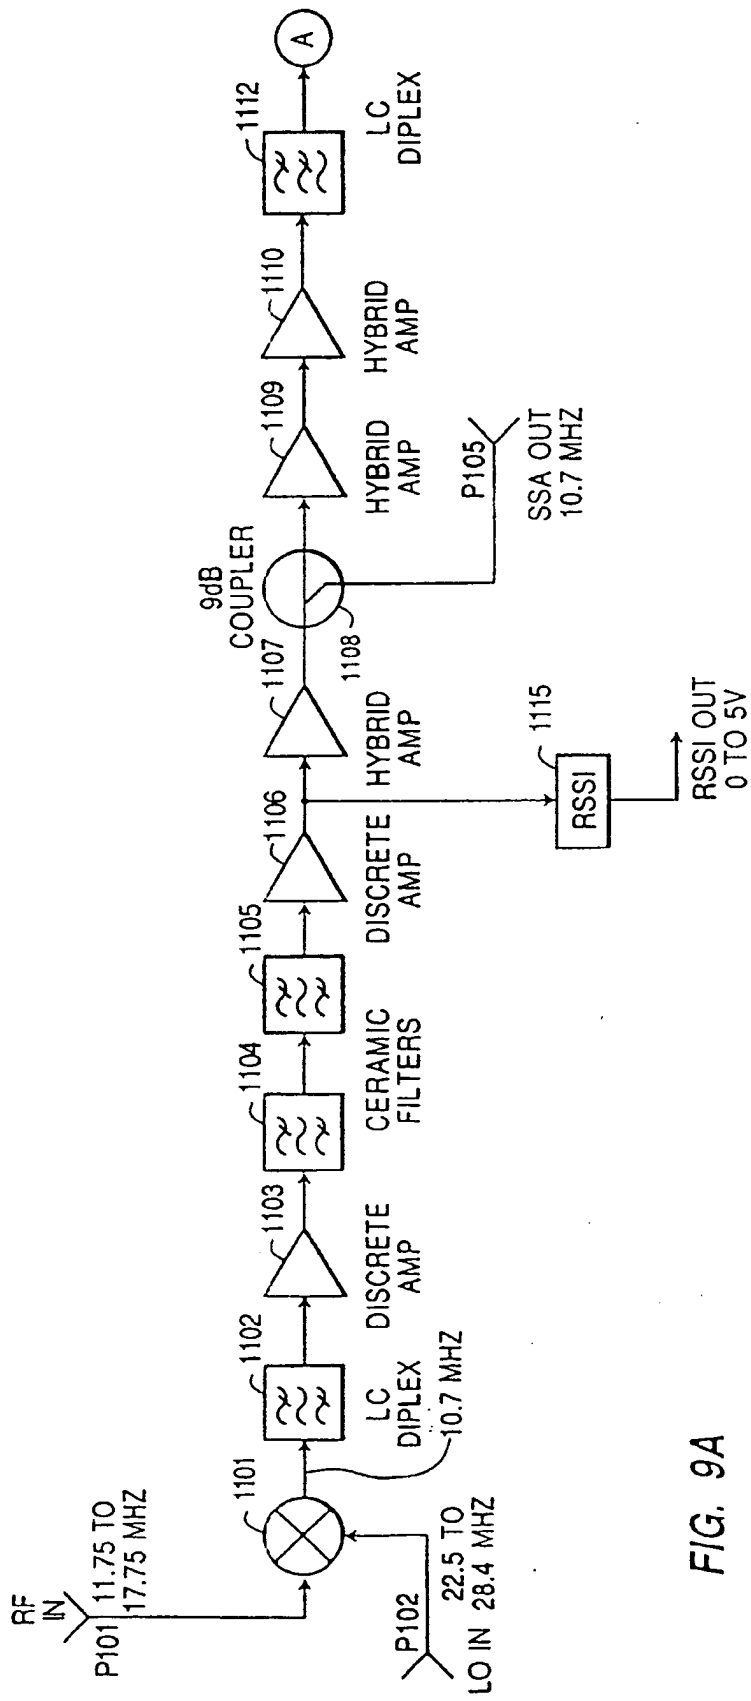 RF
IN
P101
11.75 TO
17.75 MHZ
P102
22.5 TO
LO IN 28.4 MHZ
1101
10.7 MHZ
1102
LC
DIPLEX
1103
DISCRETE
AMP
1104
1105
CERAMIC
FILTERS
1106
DISCRETE
AMP
1115
RSSI
RSSI OUT
0 TO 5V
1107
HYBRID
AMP
9dB
COUPLER
1108
P105
SSA OUT
10.7 MHZ
1109
HYBRID
AMP
1110
HYBRID
AMP
1112
LC
DIPLEX
A
FIG. 9A